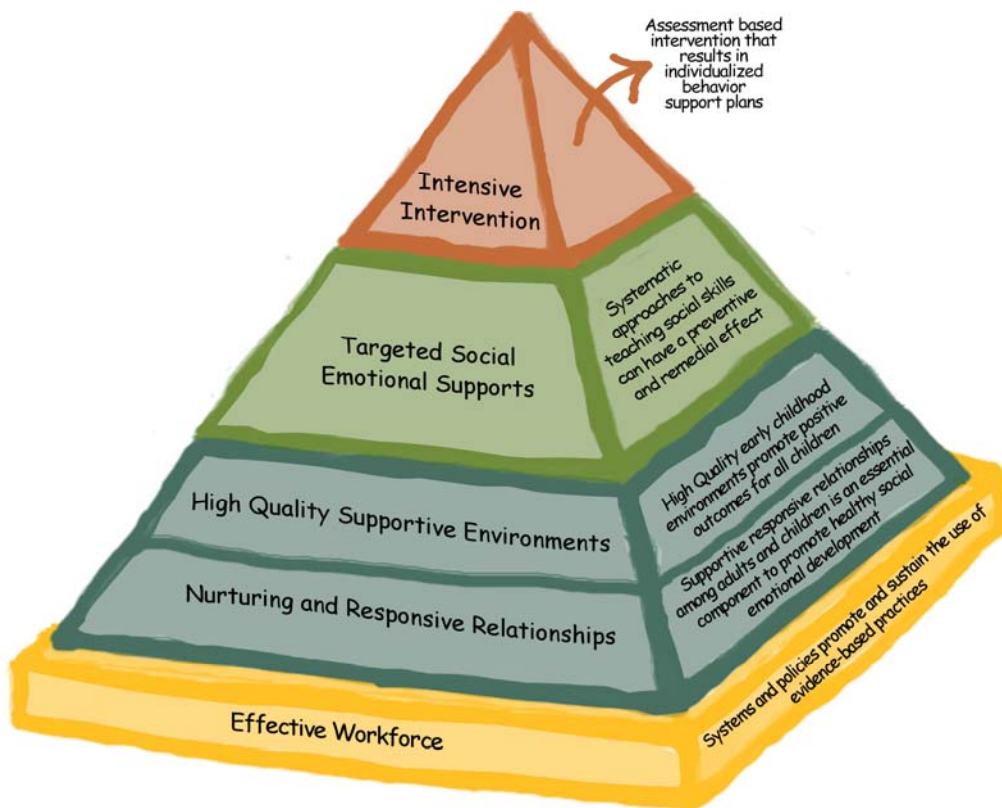 Assessment based
intervention that
results in
individualized
behavior
support plans
Intensive
Intervention
Systematic
approaches to
teaching social skills
can have a preventive
and remedial effect
Targeted Social
Emotional Supports
High Quality early childhood
environments promote positive
outcomes for all children
High Quality Supportive Environments
Supportive responsive relationships
among adults and children is an essential
component to promote healthy social
emotional development
Nurturing and Responsive Relationships
Systems and policies promote and sustain the use of
evidence-based practices
Effective Workforce